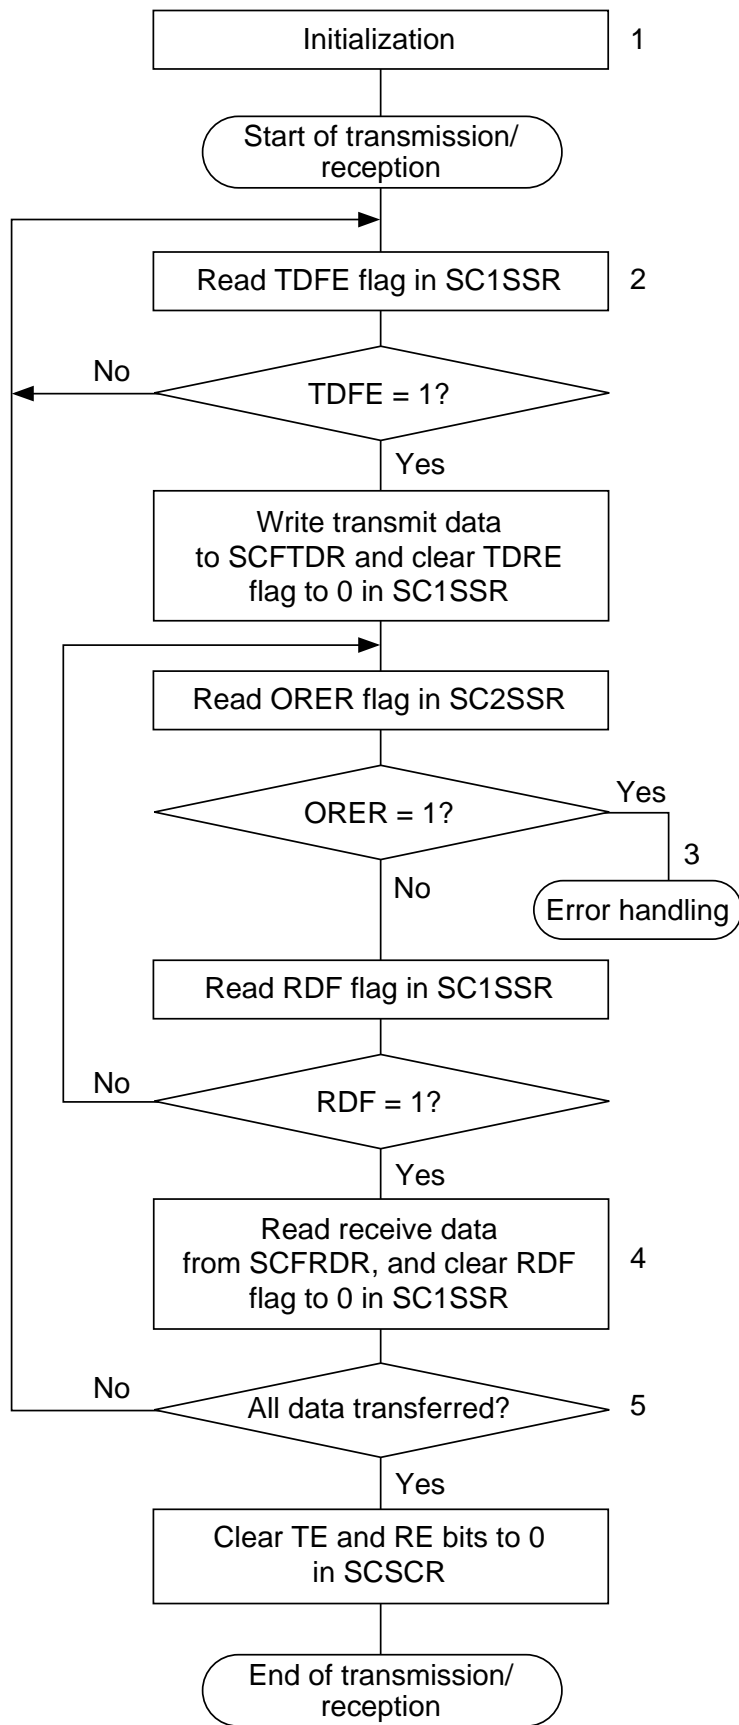 Initialization
1
Start of transmission/
reception
Read TDFE flag in SC1SSR
2
No
TDFE = 1?
Yes
Write transmit data
to SCFTDR and clear TDRE
flag to 0 in SC1SSR
Read ORER flag in SC2SSR
ORER = 1?
Yes
3
No
Error handling
Read RDF flag in SC1SSR
No
RDF = 1?
Yes
Read receive data
from SCFRDR, and clear RDF
flag to 0 in SC1SSR
4
No
All data transferred?
5
Yes
Clear TE and RE bits to 0
in SCSCR
End of transmission/
reception